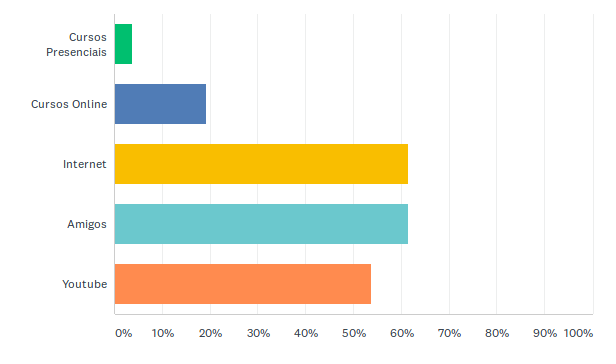 Cursos
Presenciais
Cursos Online
Internet
Amigos
Youtube
0% 10% 20% 30% 40% 50% 60% 70% 80% 90% 100%